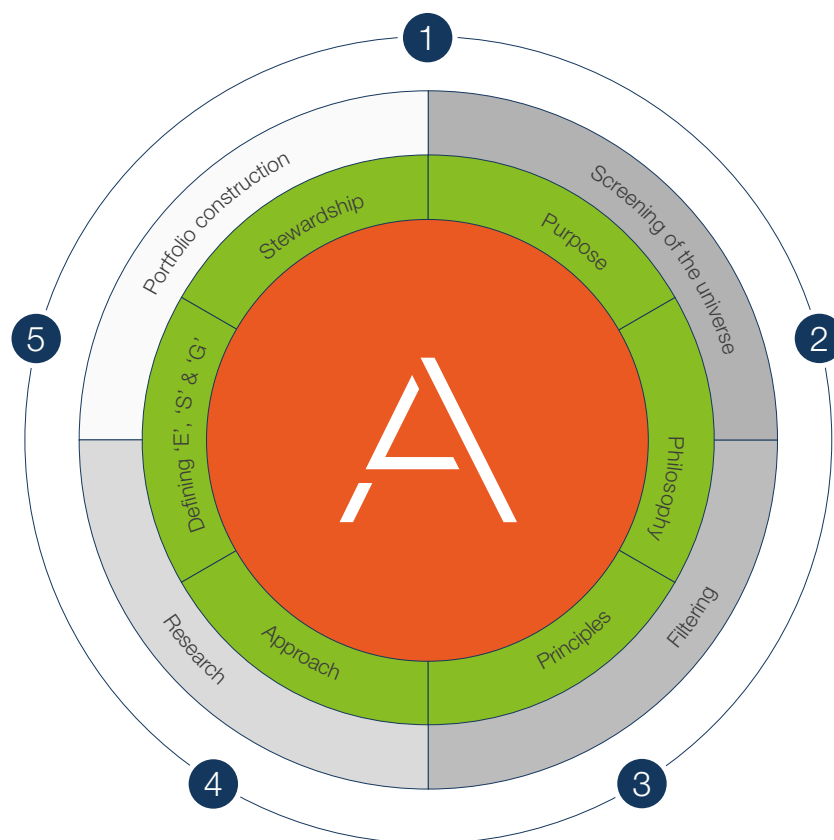 1
2
3
4
5
Screening of the universe
Filtering
Research
Portfolio construction
Purpose
Philosophy
Principles
Approach
Defining ‘E’, ‘S’ & ‘G’
Stewardship
A